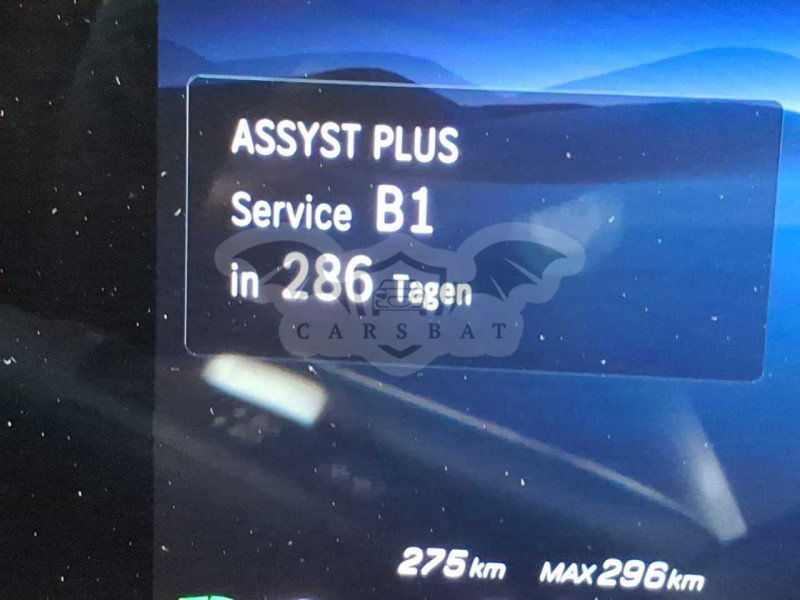 ASSYST PLUS
Service B1
in 286 Tagen
CARSBAT
275km MAX296km